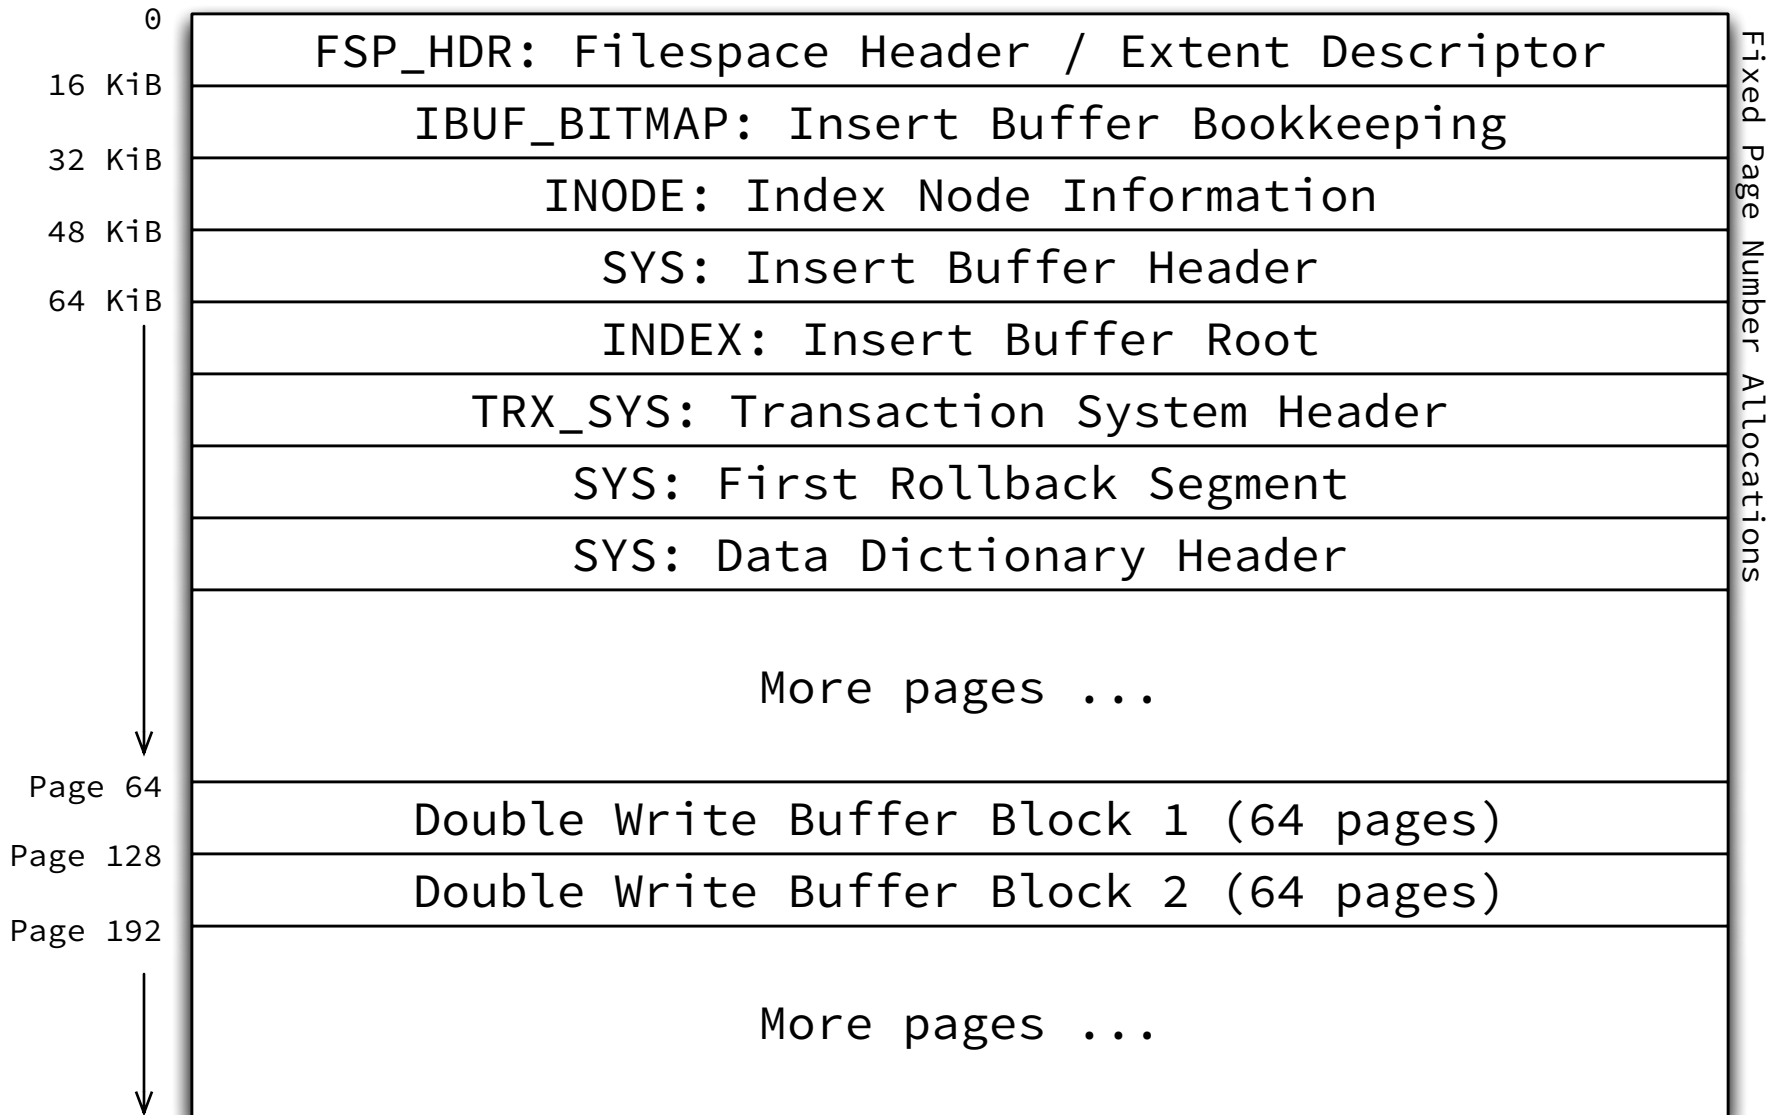 0
FSP_HDR: Filespace Header / Extent Descriptor
16 KiB
IBUF_BITMAP: Insert Buffer Bookkeeping
32 KiB
INODE: Index Node Information
48 KiB
SYS: Insert Buffer Header
64 KiB
INDEX: Insert Buffer Root
TRX_SYS: Transaction System Header
SYS: First Rollback Segment
SYS: Data Dictionary Header
Fixed Page Number Allocations
More pages ...
Page 64
Double Write Buffer Block 1 (64 pages)
Page 128
Double Write Buffer Block 2 (64 pages)
Page 192
More pages ...